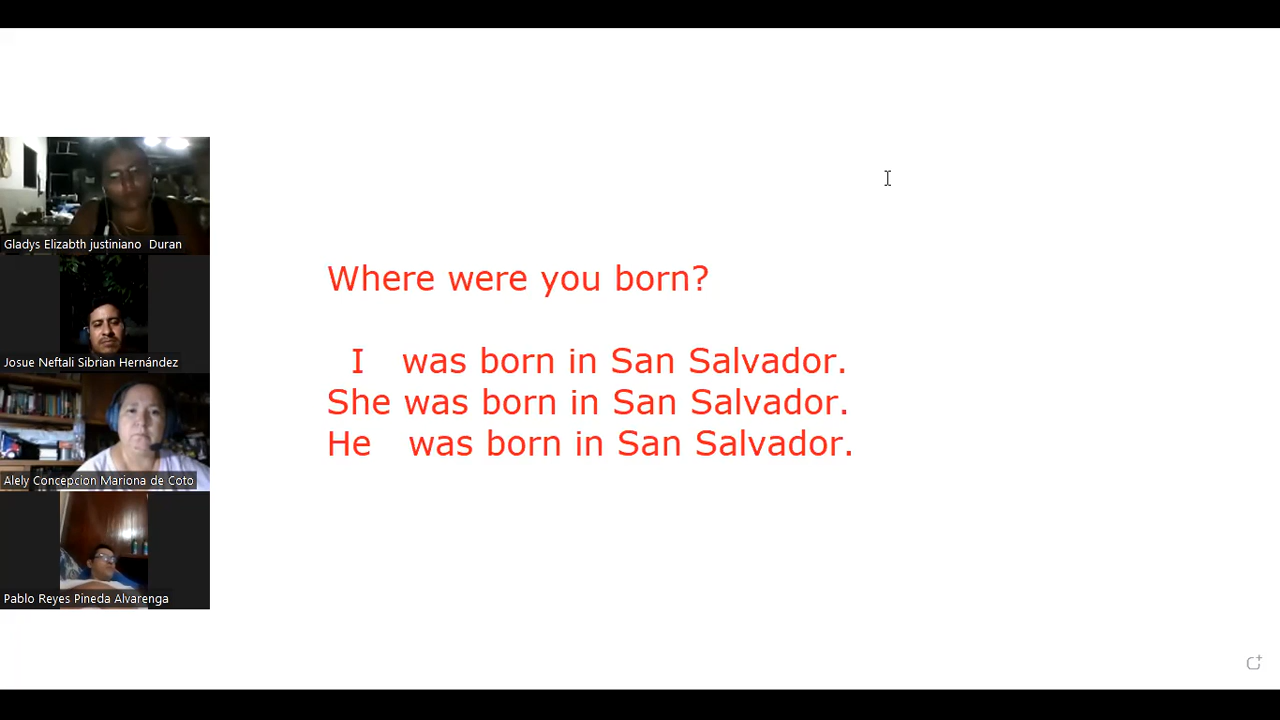 Gladys Elizabth justiniano Duran
Josue Neftali Sibrian Hernández
Alely Concepcion Mariona de Coto
Pablo Reyes Pineda Alvarenga
Where were you born?
I was born in San Salvador.
She was born in San Salvador.
He was born in San Salvador.